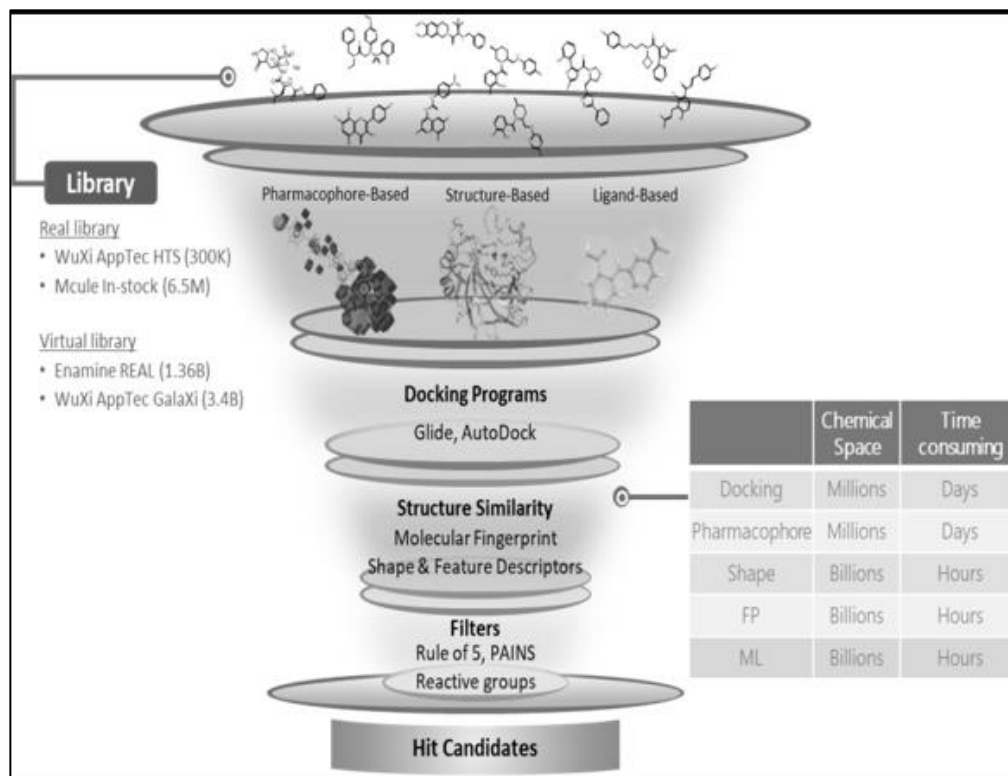 Library
Real library
• WuXi AppTec HTS (300K)
• Mcule In-stock (6.5M)
Virtual library
• Enamine REAL (1.36B)
• WuXi AppTec GalaXi (3.4B)
Pharmacophore-Based Structure-Based Ligand-Based
Docking Programs
Glide, AutoDock
Structure Similarity
Molecular Fingerprint
Shape & Feature Descriptors
Filters
Rule of 5, PAINS
Reactive groups
Hit Candidates
Chemical Space Time consuming
Docking Millions Days
Pharmacophore Millions Days
Shape Billions Hours
FP Billions Hours
ML Billions Hours